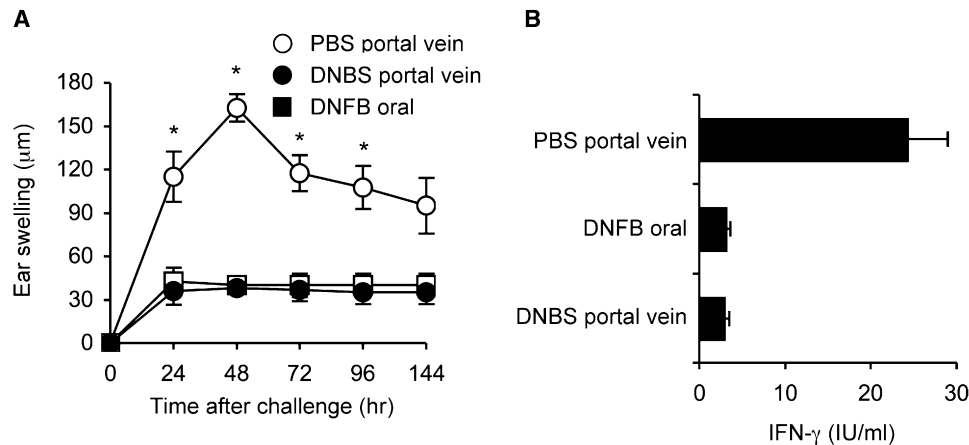 A
PBS portal vein
DNBS portal vein
DNFB oral
*
*
*
*
180
150
120
90
60
30
0
Ear swelling (μm)
0 24 48 72 96 144
Time after challenge (hr)
B
PBS portal vein
DNFB oral
DNBS portal vein
0 10 20 30
IFN-γ (IU/ml)